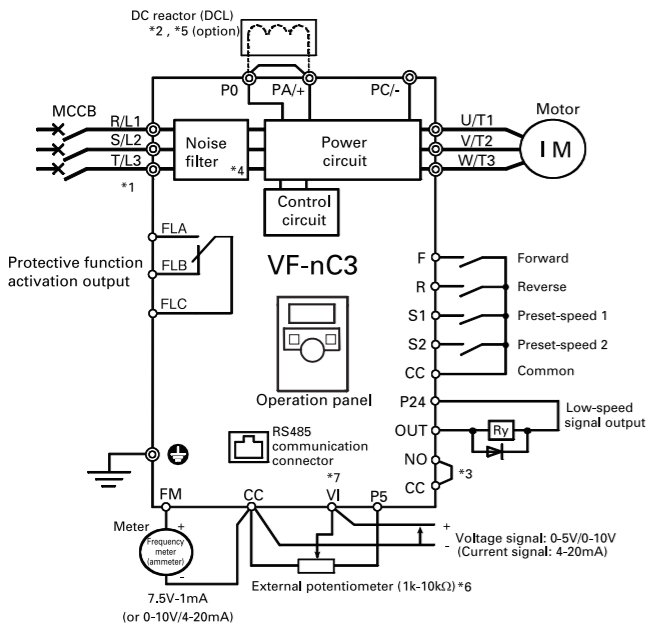 DC reactor (DCL)
*2 , *5 (option)
P0 PA/+ PC/-
MCCB
R/L1
S/L2
T/L3
*1
Noise
filter
*4
Power
circuit
Control
circuit
U/T1
V/T2
W/T3
Motor
I M
FLA
FLB
FLC
Protective function
activation output
VF-nC3
Operation panel
RS485
communication
connector
F Forward
R Reverse
S1 Preset-speed 1
S2 Preset-speed 2
CC Common
P24
OUT
Ry
Low-speed
signal output
NO
CC
*3
*7
FM CC VI P5
Meter
+
Frequency
meter
(ammeter)
-
7.5V-1mA
(or 0-10V/4-20mA)
+
-
Voltage signal: 0-5V/0-10V
(Current signal: 4-20mA)
External potentiometer (1k-10kΩ) *6